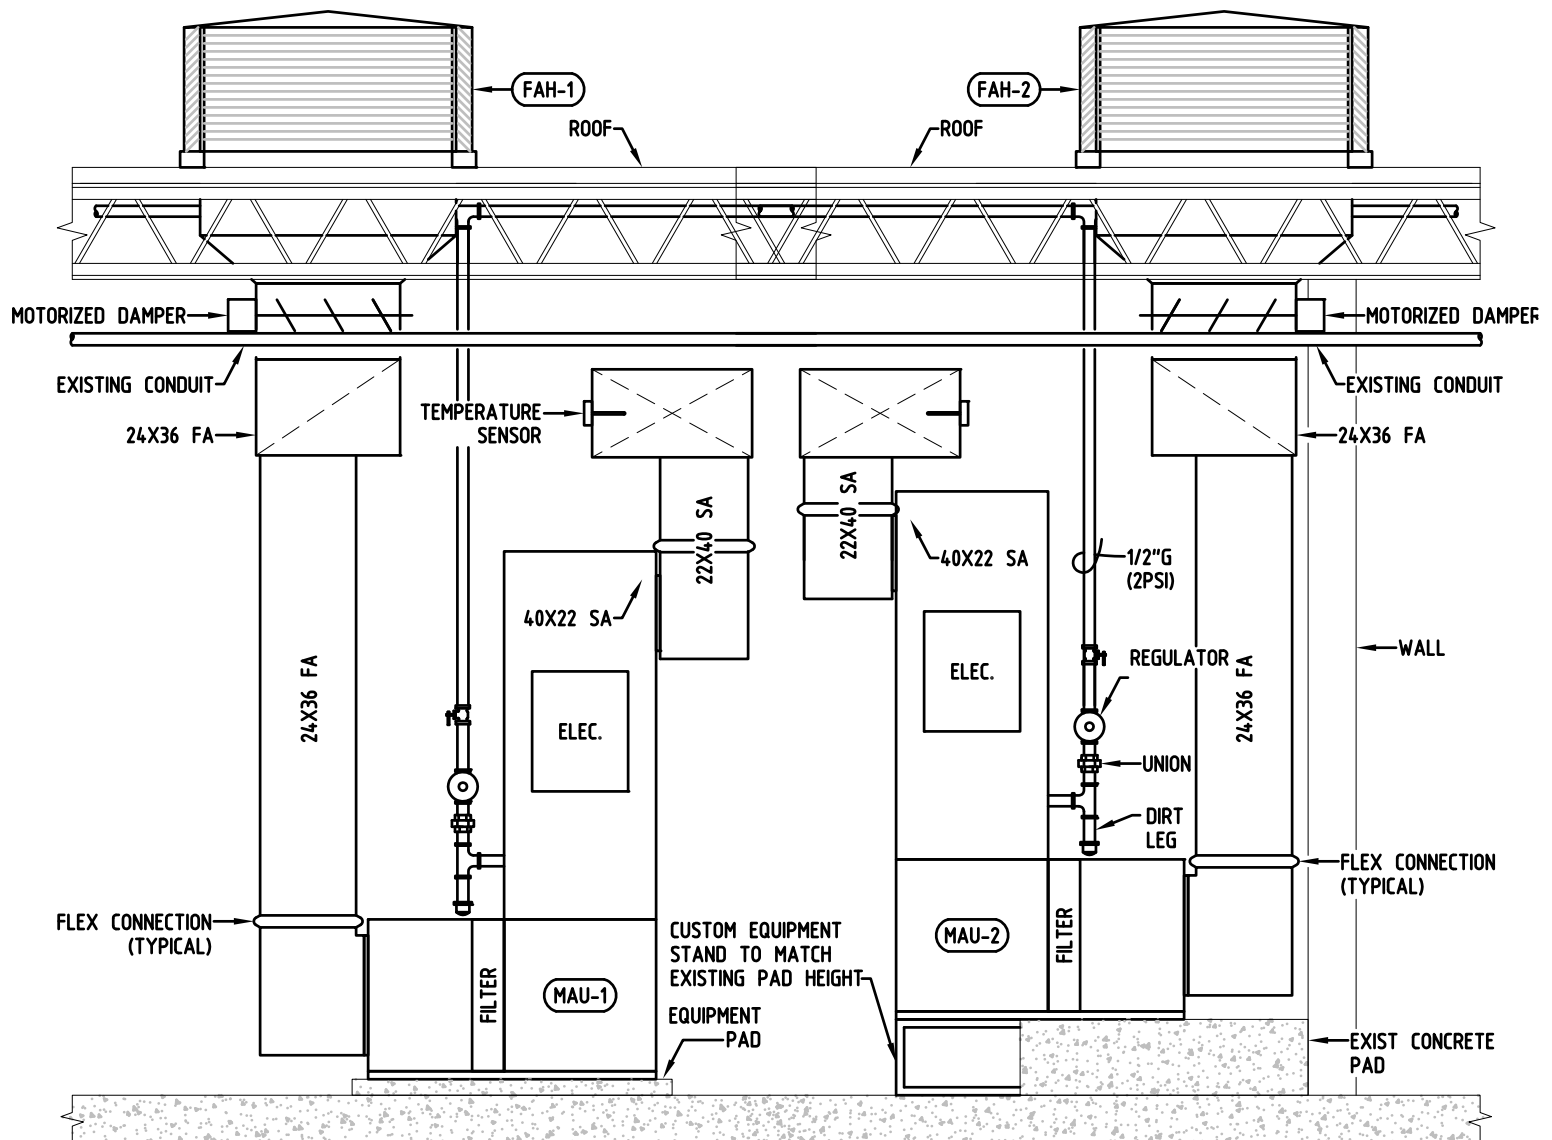 FAH-1
FAH-2
ROOF
ROOF
MOTORIZED DAMPER
MOTORIZED DAMPER
EXISTING CONDUIT
EXISTING CONDUIT
TEMPERATURE
SENSOR
24X36 FA
24X36 FA
22X40 SA
22X40 SA
40X22 SA
40X22 SA
1/2"G
(2PSI)
24X36 FA
ELEC.
ELEC.
REGULATOR
24X36 FA
WALL
UNION
DIRT
LEG
FLEX CONNECTION
(TYPICAL)
FLEX CONNECTION
(TYPICAL)
CUSTOM EQUIPMENT
STAND TO MATCH
EXISTING PAD HEIGHT
MAU-2
FILTER
FILTER
MAU-1
EQUIPMENT
PAD
EXIST CONCRETE
PAD